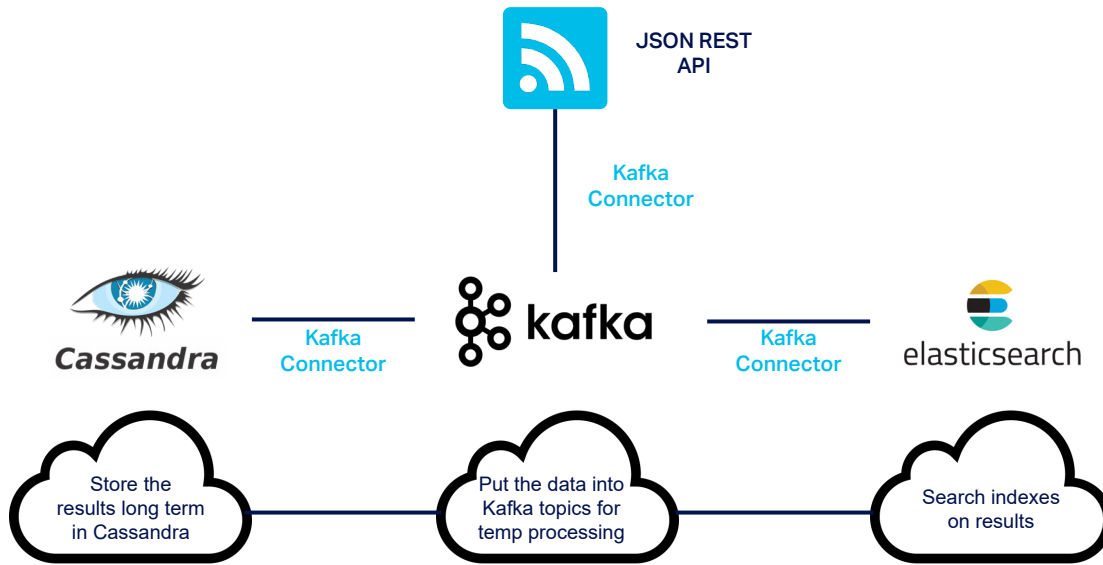 JSON REST
API
Kafka
Connector
Cassandra
Kafka
Connector
kafka
Kafka
Connector
elasticsearch
Store the
results long term
in Cassandra
Put the data into
Kafka topics for
temp processing
Search indexes
on results